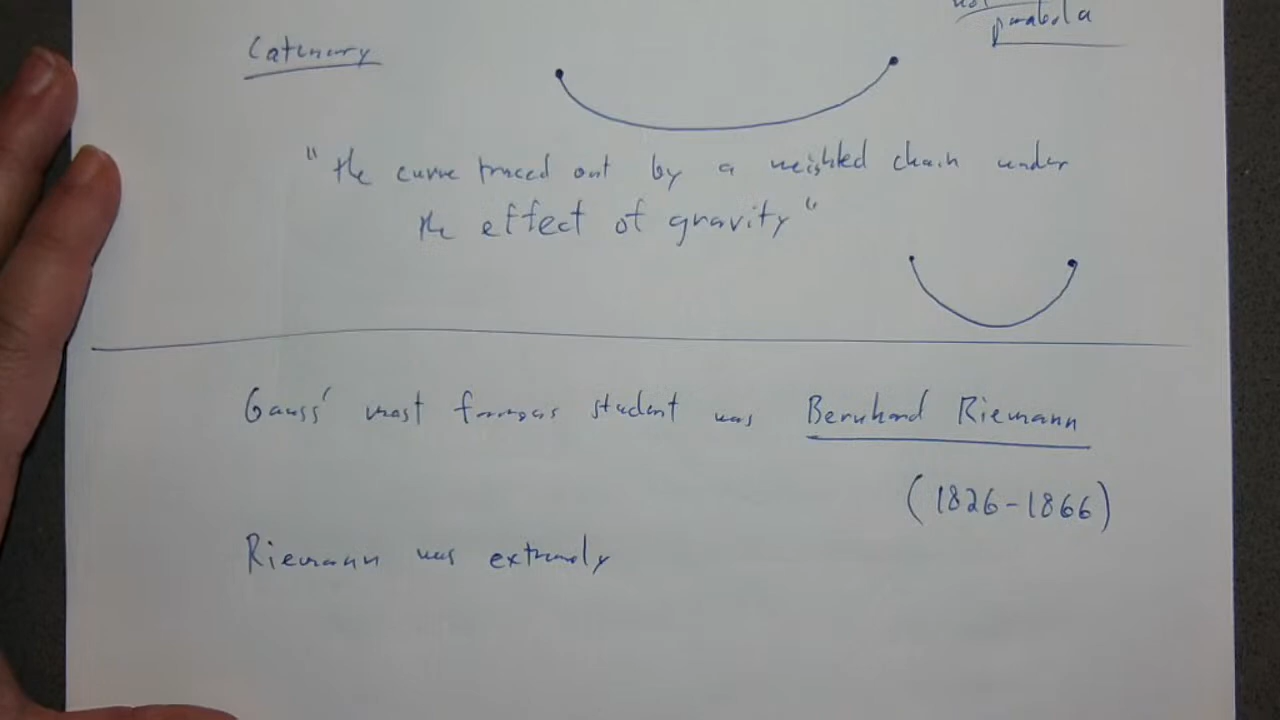 not
parabola
Catenary
"the curve traced out by a weighted chain under
the effect of gravity"
Gauss' most famous student was Bernhard Riemann
(1826-1866)
Riemann was extremely